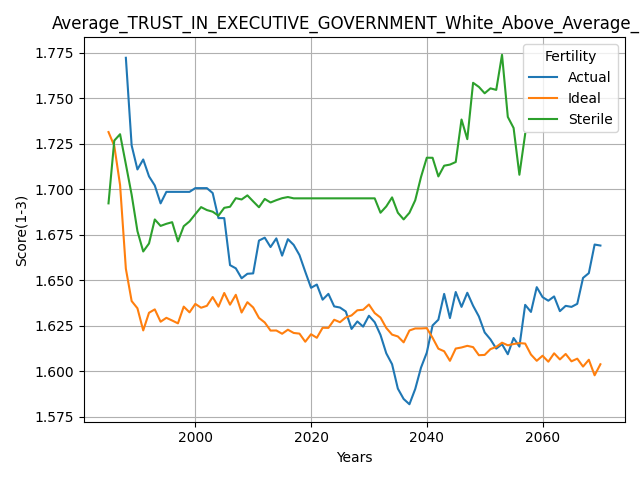 Average_TRUST_IN_EXECUTIVE_GOVERNMENT_White_Above_Average_
Score(1-3)
1.775
1.750
1.725
1.700
1.675
1.650
1.625
1.600
1.575
Fertility
Actual
Ideal
Sterile
2000 2020 2040 2060
Years